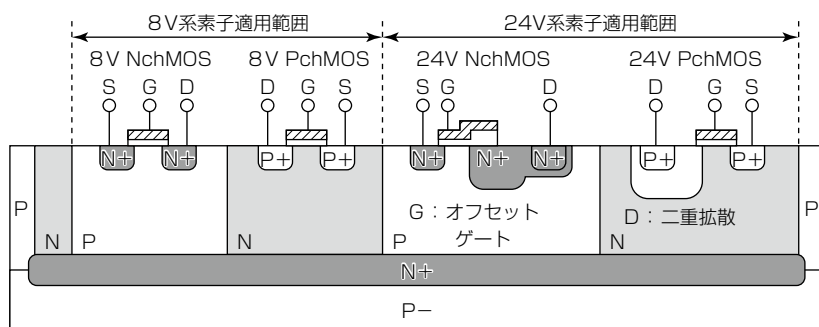 8V系素子適用範囲 24V系素子適用範囲
8V NchMOS 8V PchMOS 24V NchMOS 24V PchMOS
S G D D G S S G D D G S
N+ N+ P+ P+ N+ N+ N+ P+ P+
G：オフセット
ゲート
D：二重拡散
P N P N P N P
N+
P−